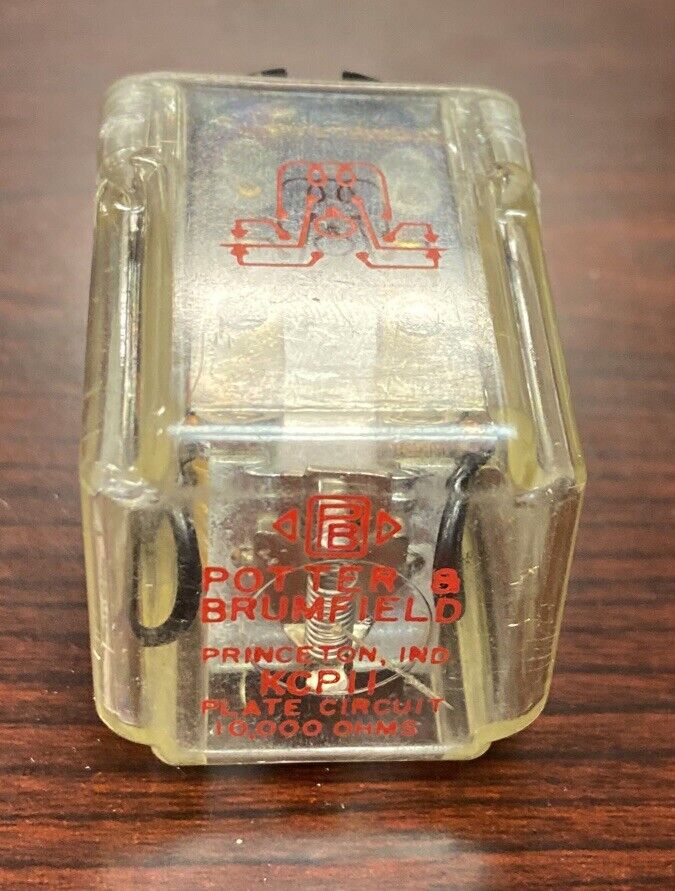 PB
POTTER &
BRUMFIELD
PRINCETON, IND
KCP11
PLATE CIRCUIT
10,000 OHMS